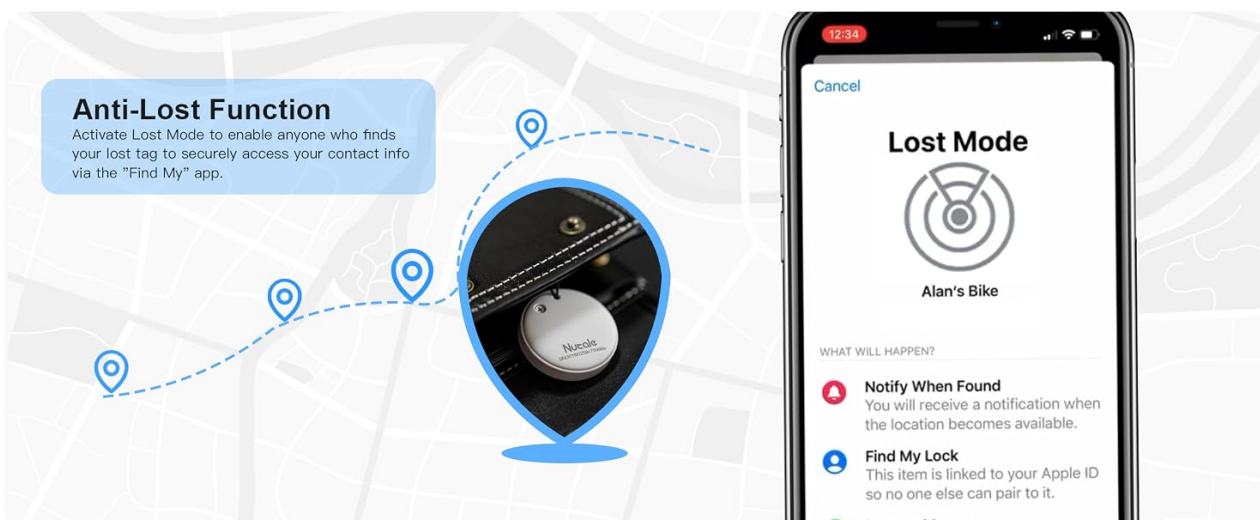 Anti-Lost Function
Activate Lost Mode to enable anyone who finds
your lost tag to securely access your contact info
via the "Find My" app.
Nutale
12:34
Cancel
Lost Mode
Alan's Bike
WHAT WILL HAPPEN?
Notify When Found
You will receive a notification when
the location becomes available.
Find My Lock
This item is linked to your Apple ID
so no one else can pair to it.